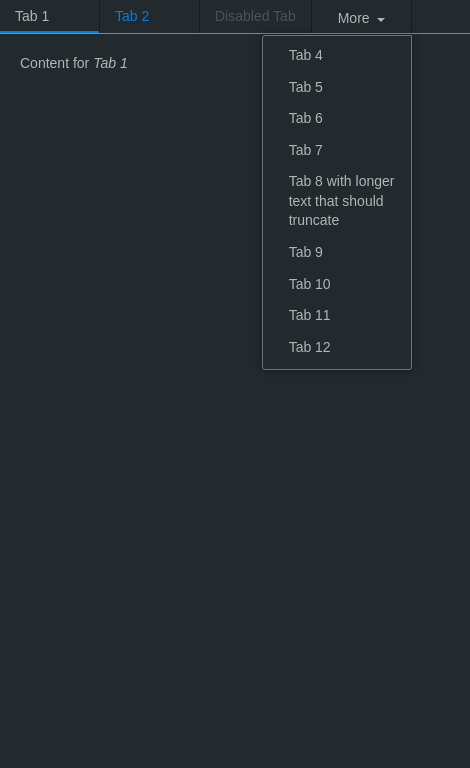 Tab 1
Tab 2
Disabled Tab
More
Content for Tab 1
Tab 4
Tab 5
Tab 6
Tab 7
Tab 8 with longer
text that should
truncate
Tab 9
Tab 10
Tab 11
Tab 12